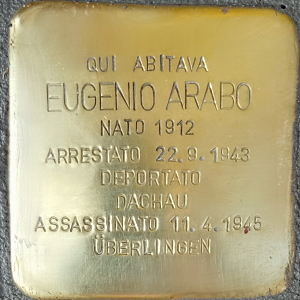 QUI ABITAVA
EUGENIO ARABO
NATO 1912
ARRESTATO 22.9.1943
DEPORTATO
DACHAU
ASSASSINATO 11.4.1945
ÜBERLINGEN